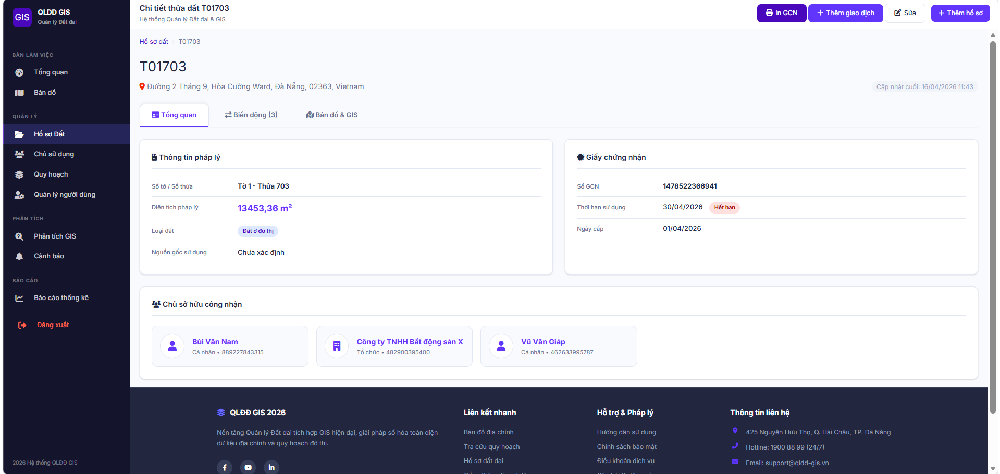 GIS
QLDD GIS
Quản lý Đất đai
BÀN LÀM VIỆC
Tổng quan
Bản đồ
QUẢN LÝ
Hồ sơ Đất
Chủ sử dụng
Quy hoạch
Quản lý người dùng
PHÂN TÍCH
Phân tích GIS
Cảnh báo
BÁO CÁO
Báo cáo thống kê
Đăng xuất
2026 Hệ thống QLĐĐ GIS
Chi tiết thửa đất T01703
Hệ thống Quản lý Đất đai & GIS
In GCN
+ Thêm giao dịch
Sửa
+ Thêm hồ sơ
Hồ sơ đất › T01703
T01703
Đường 2 Tháng 9, Hòa Cường Ward, Đà Nẵng, 02363, Vietnam
Cập nhật cuối: 16/04/2026 11:43
Tổng quan
Biến động (3)
Bản đồ & GIS
Thông tin pháp lý
Số tờ / Số thửa
Tờ 1 - Thửa 703
Diện tích pháp lý
13453,36 m²
Loại đất
Đất ở đô thị
Nguồn gốc sử dụng
Chưa xác định
Giấy chứng nhận
Số GCN
1478522366941
Thời hạn sử dụng
30/04/2026
Hết hạn
Ngày cấp
01/04/2026
Chủ sở hữu công nhận
Bùi Văn Nam
Cá nhân • 889227843315
Công ty TNHH Bất động sản X
Tổ chức • 482900395400
Vũ Văn Giáp
Cá nhân • 462633995787
QLĐĐ GIS 2026
Nền tảng Quản lý Đất đai tích hợp GIS hiện đại, giải pháp số hóa toàn diện
dữ liệu địa chính và quy hoạch đô thị.
Liên kết nhanh
Bản đồ địa chính
Tra cứu quy hoạch
Hồ sơ đất đai
Hỗ trợ & Pháp lý
Hướng dẫn sử dụng
Chính sách bảo mật
Điều khoản dịch vụ
Thông tin liên hệ
425 Nguyễn Hữu Thọ, Q. Hải Châu, TP. Đà Nẵng
Hotline: 1900 88 99 (24/7)
Email: support@qldd-gis.vn